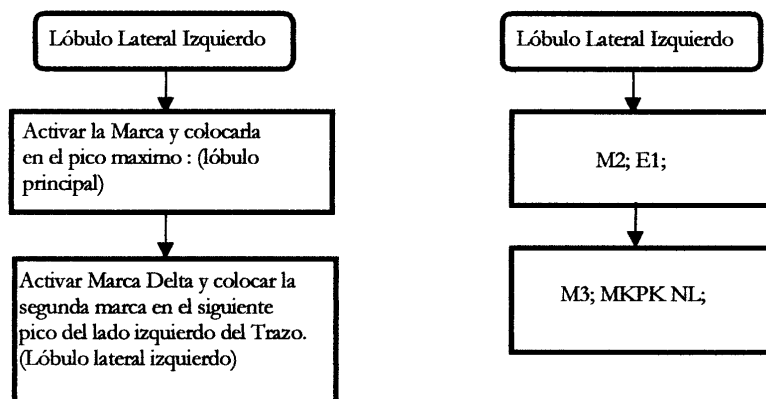 Lóbulo Lateral Izquierdo
Activar la Marca y colocarla
en el pico maximo : (lóbulo
principal)
Activar Marca Delta y colocar la
segunda marca en el siguiente
pico del lado izquierdo del Trazo.
(Lóbulo lateral izquierdo)
Lóbulo Lateral Izquierdo
M2; E1;
M3; MKPK NL;